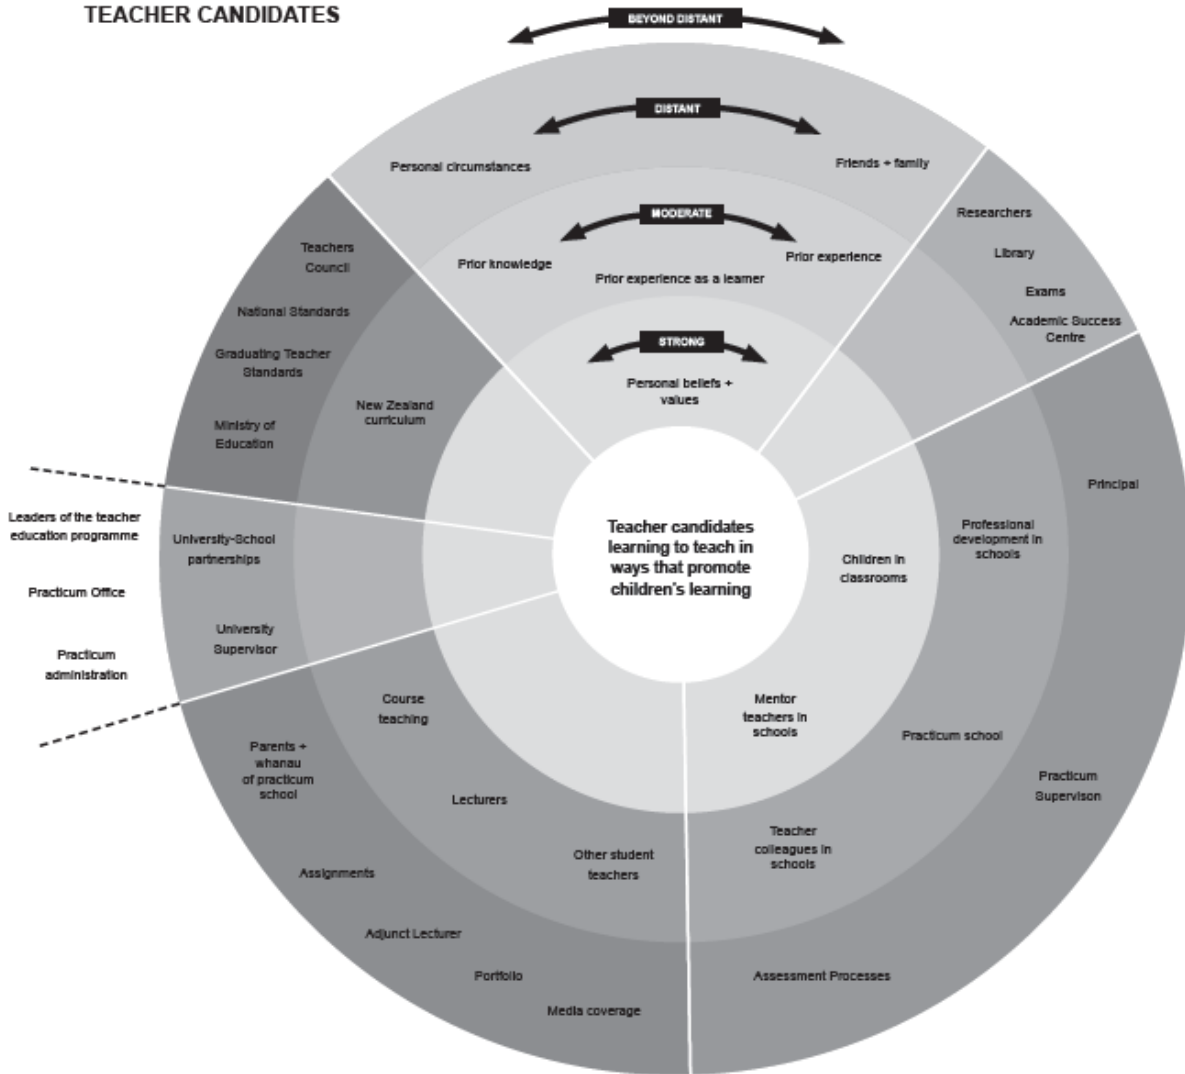 TEACHER CANDIDATES
BEYOND DISTANT
DISTANT
Personal circumstances
Friends + family
MODERATE
Prior knowledge
Prior experience as a learner
Prior experience
STRONG
Personal beliefs +
values
Researchers
Library
Exams
Academic Success
Centre
Teachers
Council
National Standards
Graduating Teacher
Standards
Ministry of
Education
New Zealand
curriculum
Leaders of the teacher
education programme
Practicum Office
Practicum
administration
University-School
partnerships
University
Supervisor
Teacher candidates
learning to teach in
ways that promote
children's learning
Children in
classrooms
Professional
development in
schools
Principal
Mentor
teachers in
schools
Practicum school
Practicum
Supervison
Teacher
colleagues in
schools
Assessment Processes
Course
teaching
Lecturers
Other student
teachers
Parents +
whanau
of practicum
school
Assignments
Adjunct Lecturer
Portfolio
Media coverage